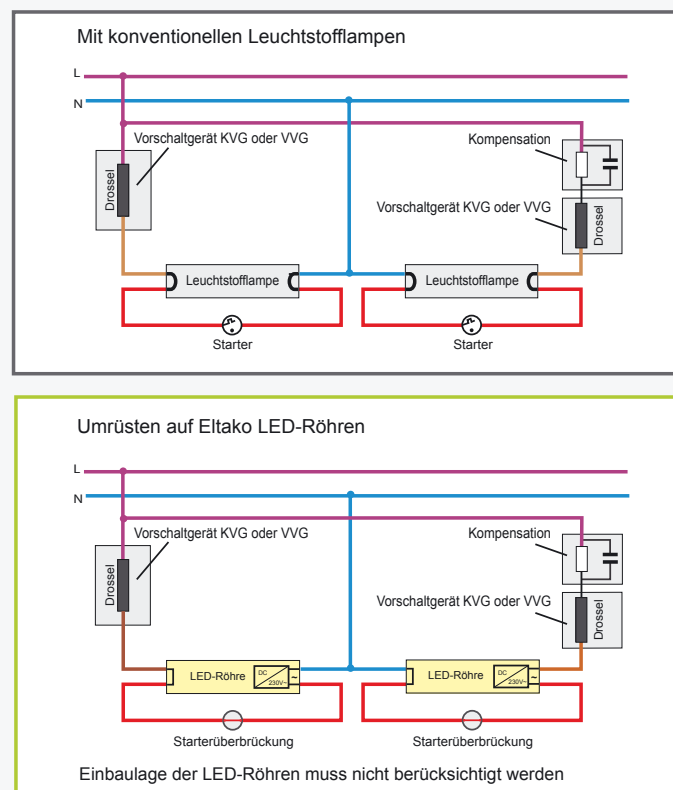 Mit konventionellen Leuchtstofflampen
L
N
Vorschaltgerät KVG oder VVG
Kompensation
Drossel
Vorschaltgerät KVG oder VVG
Drossel
Leuchtstofflampe
Leuchtstofflampe
Starter
Starter
Umrüsten auf Eltako LED-Röhren
L
N
Vorschaltgerät KVG oder VVG
Kompensation
Drossel
Vorschaltgerät KVG oder VVG
Drossel
LED-Röhre
DC
230V~
~
LED-Röhre
DC
230V~
~
Starterüberbrückung
Starterüberbrückung
Einbaulage der LED-Röhren muss nicht berücksichtigt werden